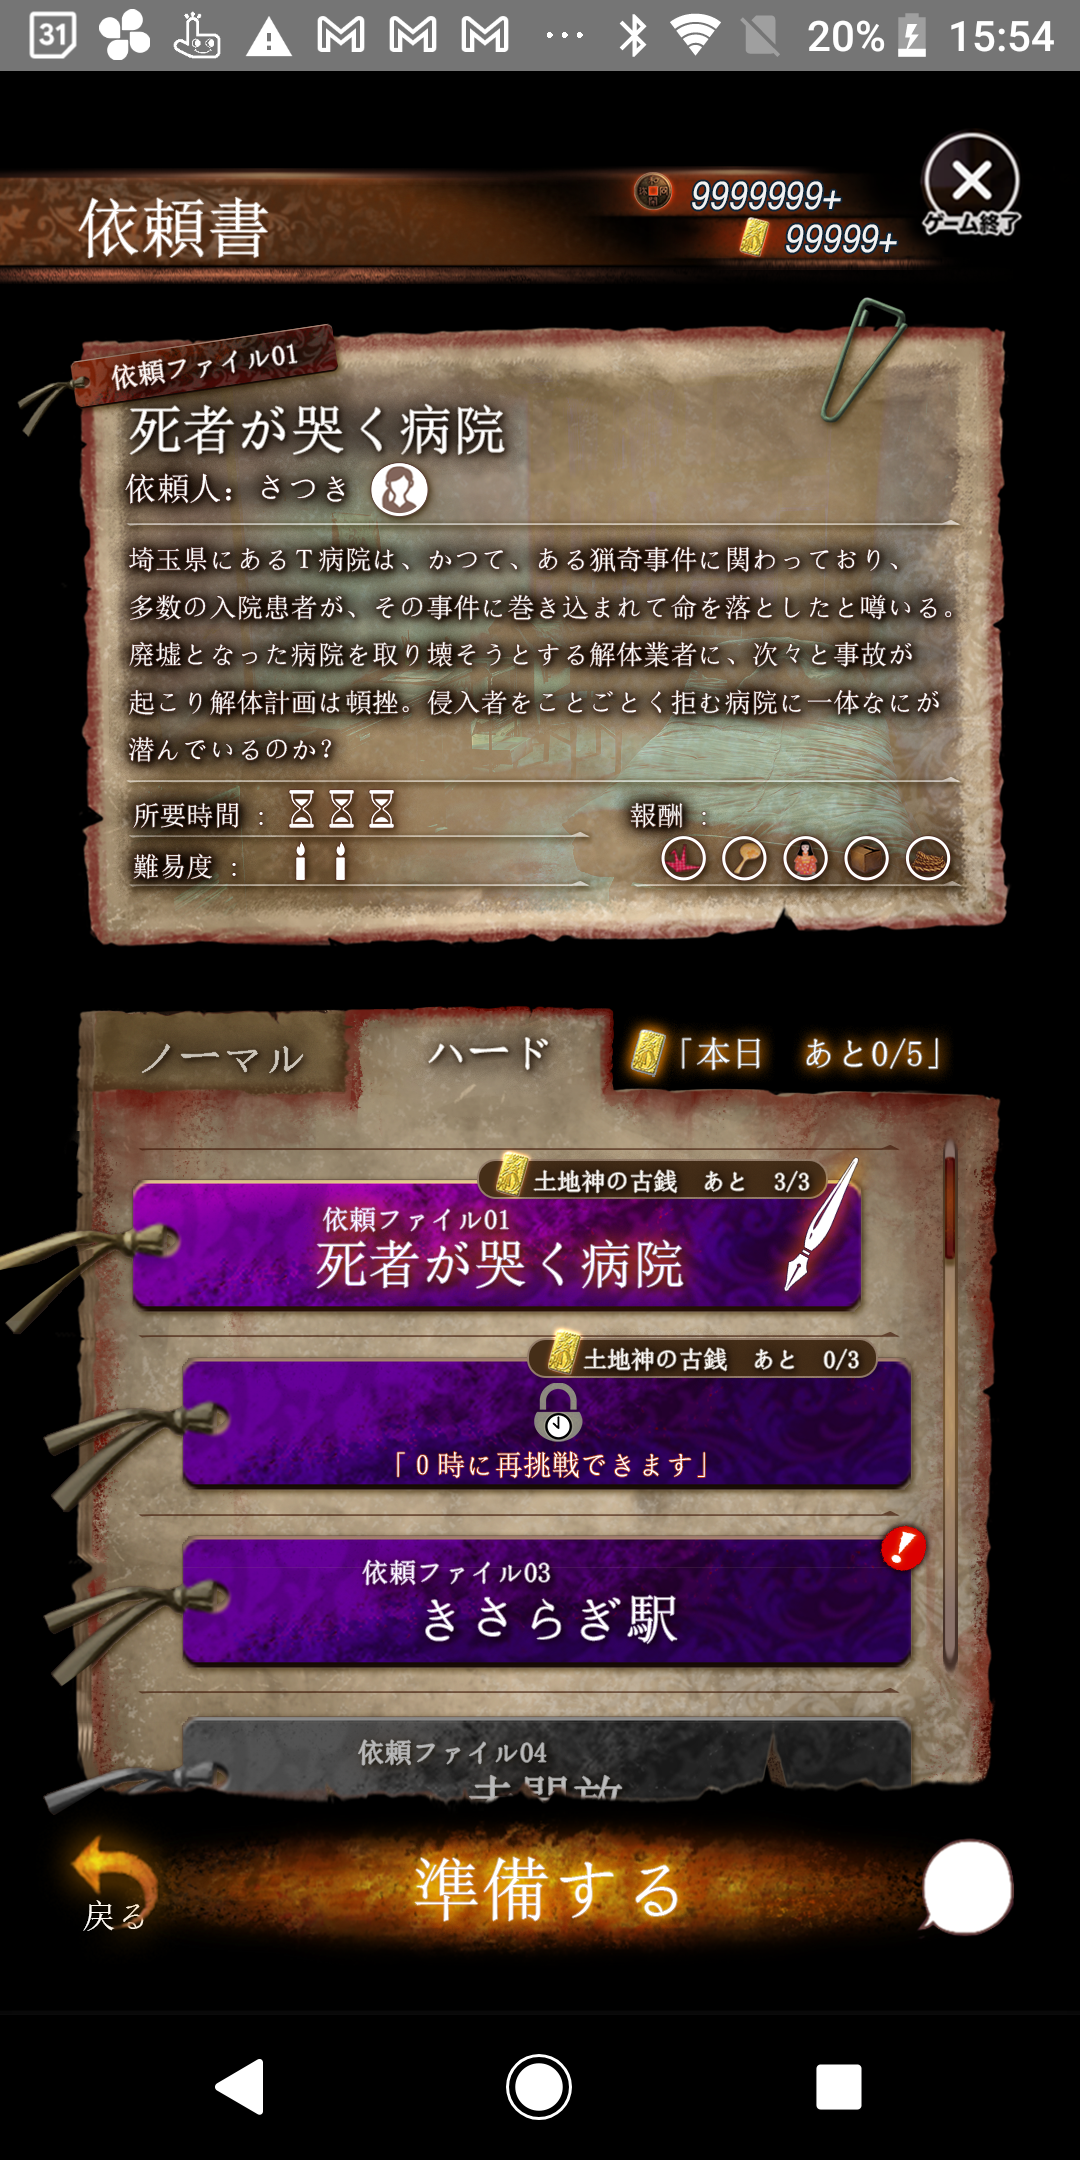 31
20%
15:54
依頼書
9999999+
99999+
ゲーム終了
依頼ファイル01
死者が哭く病院
依頼人：さつき
埼玉県にあるＴ病院は、かつて、ある猟奇事件に関わっており、
多数の入院患者が、その事件に巻き込まれて命を落としたと噂いる。
廃墟となった病院を取り壊そうとする解体業者に、次々と事故が
起こり解体計画は頓挫。侵入者をことごとく拒む病院に一体なにが
潜んでいるのか？
所要時間：
報酬：
難易度：
ノーマル
ハード
「本日　あと0/5」
土地神の古銭　あと　3/3
依頼ファイル01
死者が哭く病院
土地神の古銭　あと　0/3
「０時に再挑戦できます」
依頼ファイル03
きさらぎ駅
依頼ファイル04
未開放
準備する
戻る